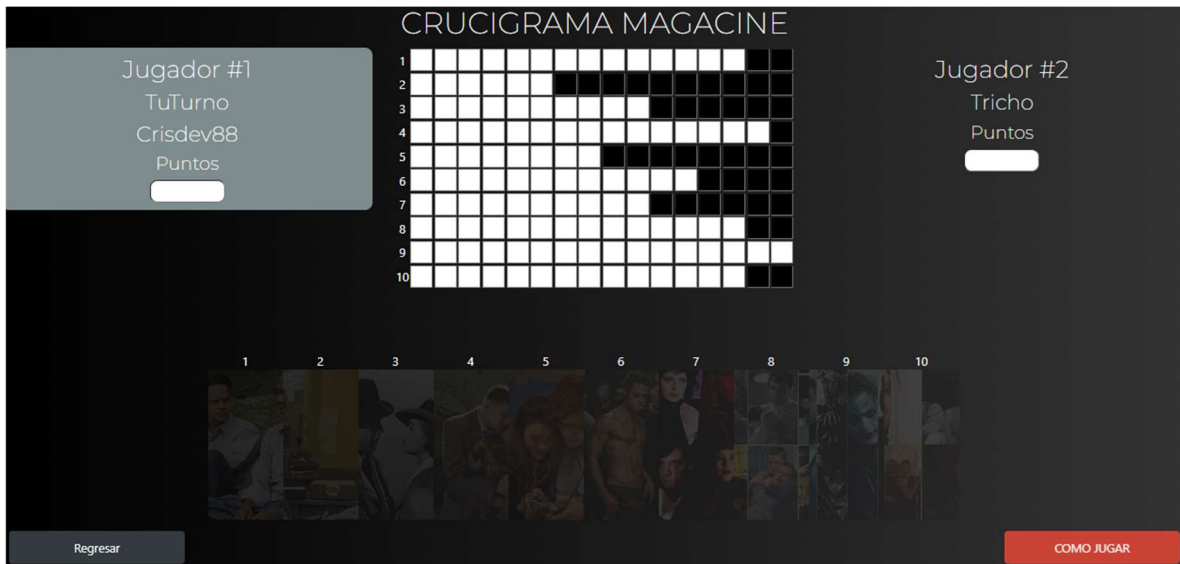 CRUCIGRAMA MAGACINE
Jugador #1
TuTurno
Crisdev88
Puntos
1
2
3
4
5
6
7
8
9
10
Jugador #2
Tricho
Puntos
1 2 3 4 5 6 7 8 9 10
Regresar
COMO JUGAR